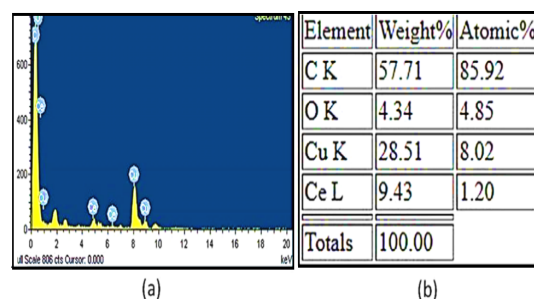 Spectrum 43
600
400
200
0
0 2 4 6 8 10 12 14 16 18 20
ull Scale 806 cts Cursor: 0.000 keV
(a)
Element Weight% Atomic%
C K 57.71 85.92
O K 4.34 4.85
Cu K 28.51 8.02
Ce L 9.43 1.20
Totals 100.00
(b)